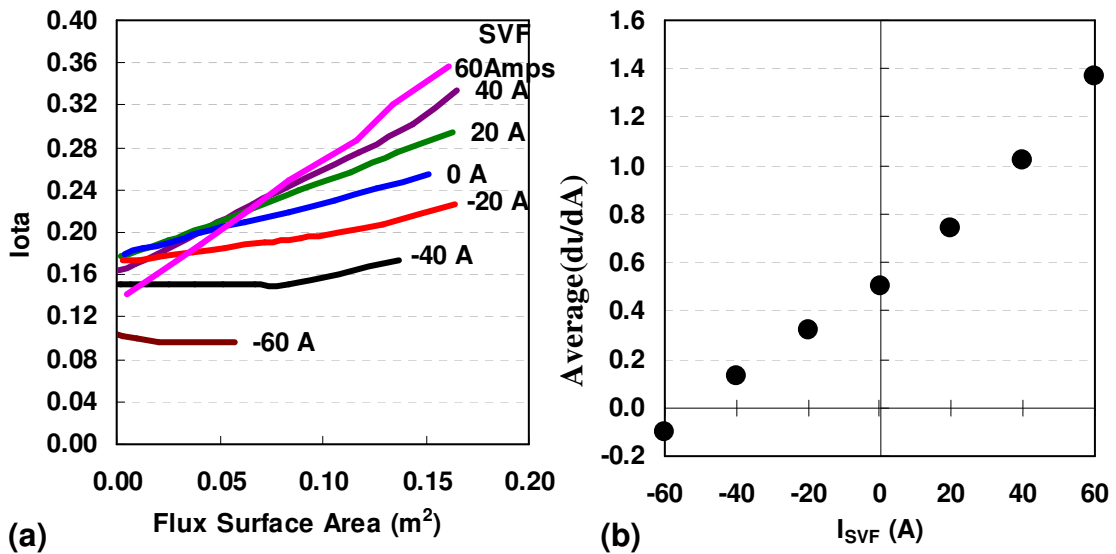 SVF
60Amps
40 A
20 A
0 A
-20 A
-40 A
-60 A
0.40
0.36
0.32
0.28
0.24
0.20
0.16
0.12
0.08
0.04
0.00
Iota
0.00 0.05 0.10 0.15 0.20
Flux Surface Area (m²)
(a)
1.6
1.4
1.2
1.0
0.8
0.6
0.4
0.2
0.0
-0.2
Average(dι/dA)
-60 -40 -20 0 20 40 60
I_SVF (A)
(b)